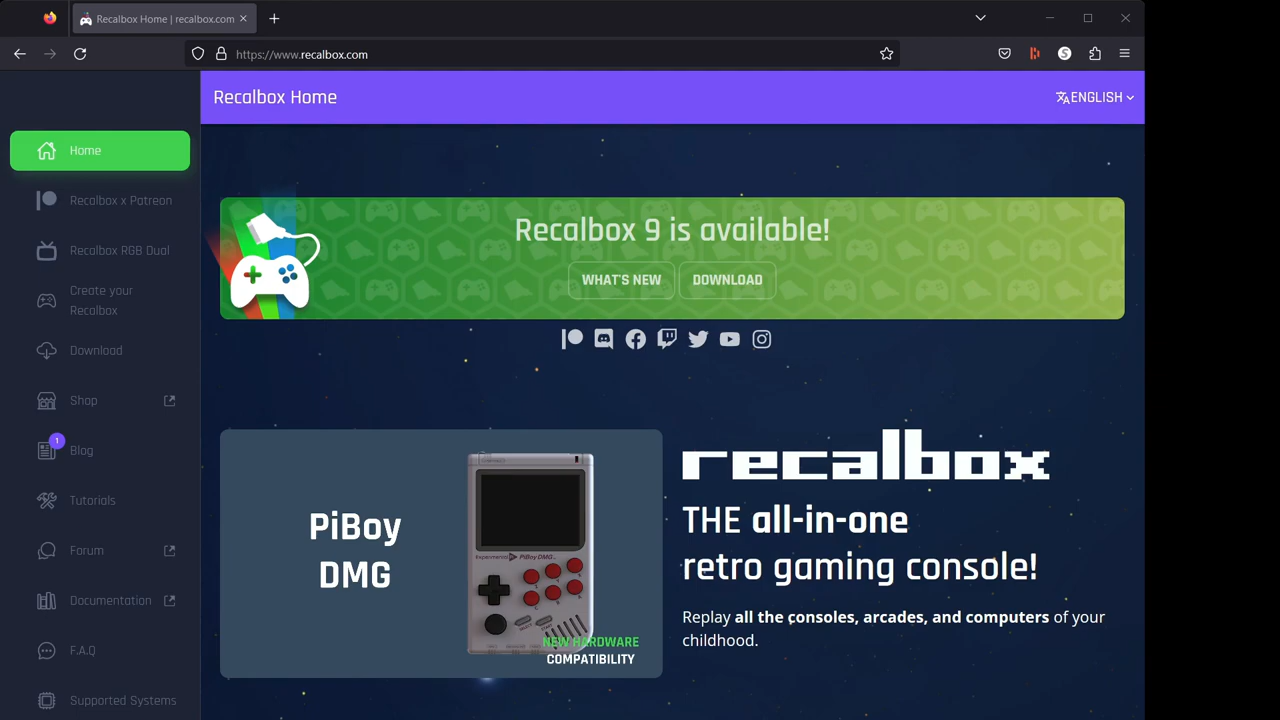 Recalbox Home | recalbox.com
https://www.recalbox.com
Recalbox Home
ENGLISH
Home
Recalbox x Patreon
Recalbox RGB Dual
Create your
Recalbox
Download
Shop
1
Blog
Tutorials
Forum
Documentation
F.A.Q
Supported Systems
Recalbox 9 is available!
WHAT'S NEW
DOWNLOAD
PiBoy
DMG
PiBoy DMG
NEW HARDWARE
COMPATIBILITY
recalbox
THE all-in-one
retro gaming console!
Replay all the consoles, arcades, and computers of your
childhood.